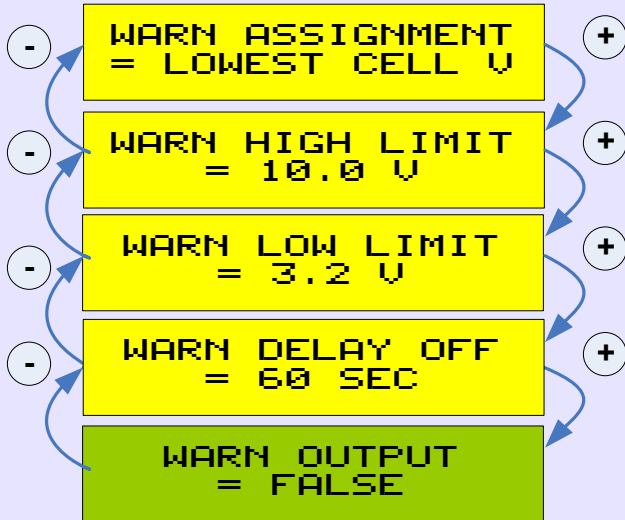 WARN ASSIGNMENT
= LOWEST CELL V
WARN HIGH LIMIT
= 10.0 V
WARN LOW LIMIT
= 3.2 V
WARN DELAY OFF
= 60 SEC
WARN OUTPUT
= FALSE
-
+
-
+
-
+
-
+